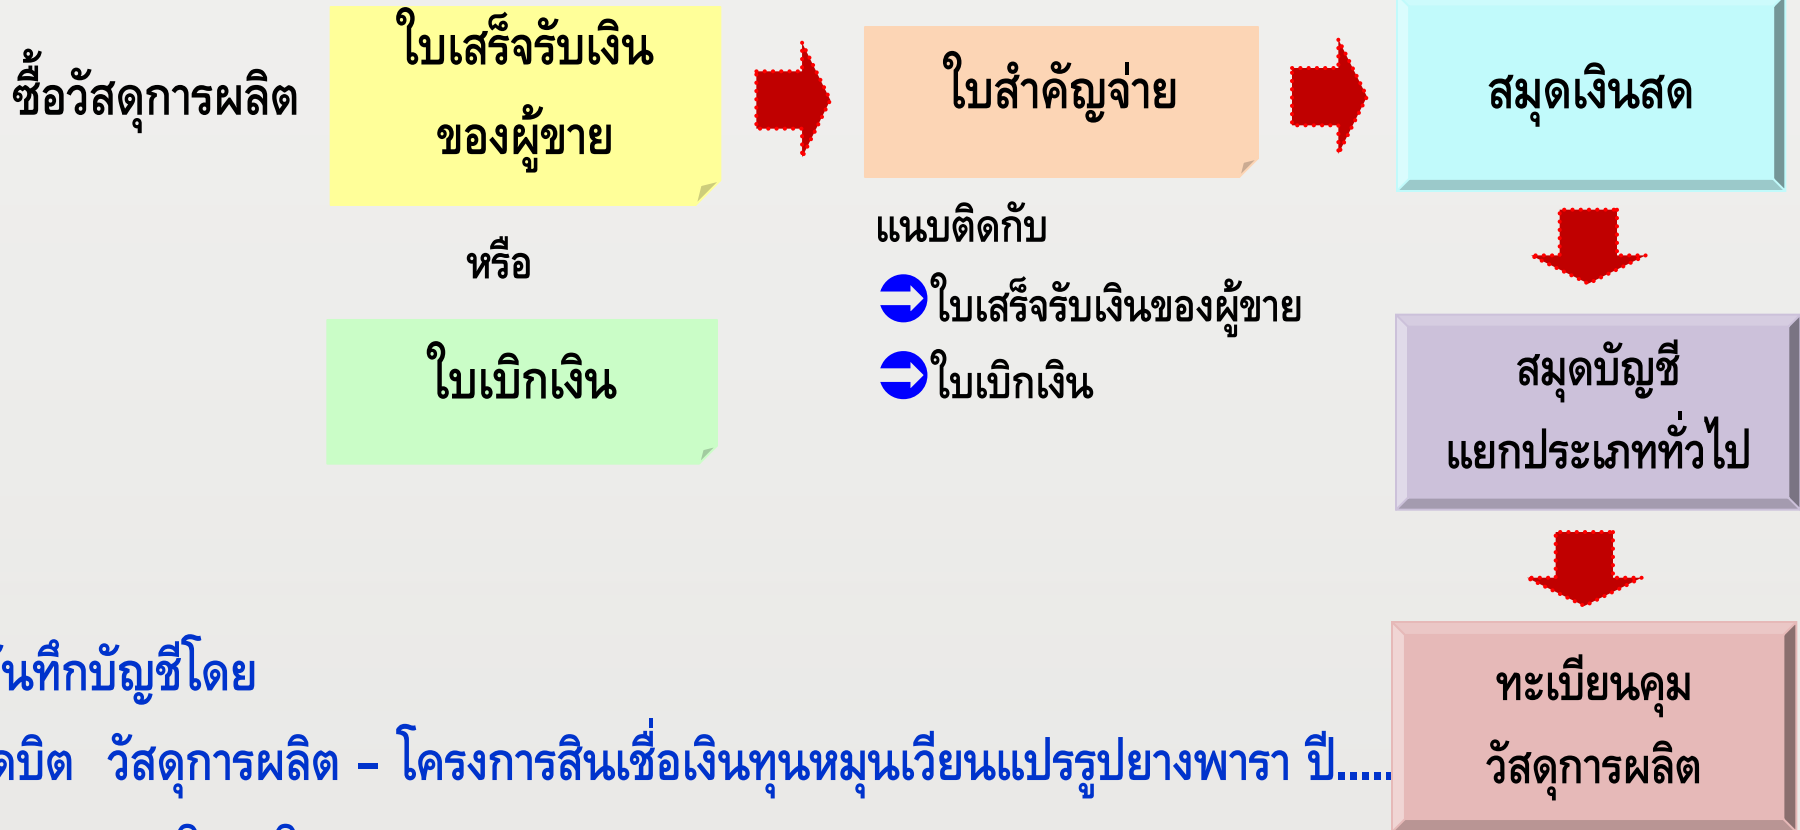 ซื้อวัสดุการผลิต
ใบเสร็จรับเงิน
ของผู้ขาย
หรือ
ใบเบิกเงิน
ใบสำคัญจ่าย
แนบติดกับ
ใบเสร็จรับเงินของผู้ขาย
ใบเบิกเงิน
สมุดเงินสด
สมุดบัญชี
แยกประเภททั่วไป
ทะเบียนคุม
วัสดุการผลิต
ันทึกบัญชีโดย
ดบิต วัสดุการผลิต – โครงการสินเชื่อเงินทุนหมุนเวียนแปรรูปยางพารา ปี.....